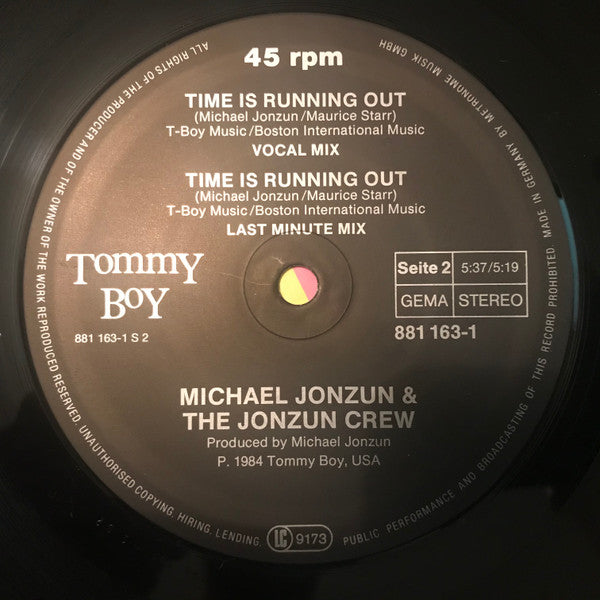 45 rpm
TIME IS RUNNING OUT
(Michael Jonzun/Maurice Starr)
T-Boy Music/Boston International Music
VOCAL MIX
TIME IS RUNNING OUT
(Michael Jonzun/Maurice Starr)
T-Boy Music/Boston International Music
LAST MINUTE MIX
TOMMY
BOY
881 163-1 S 2
Seite 2 5:37/5:19
GEMA STEREO
881 163-1
MICHAEL JONZUN &
THE JONZUN CREW
Produced by Michael Jonzun
P. 1984 Tommy Boy, USA
LC 9173
ALL RIGHTS OF THE PRODUCER AND OF THE OWNER OF THE WORK REPRODUCED RESERVED. UNAUTHORISED COPYING, HIRING, LENDING, PUBLIC PERFORMANCE AND BROADCASTING OF THIS RECORD PROHIBITED. MADE IN GERMANY BY METRONOME MUSIK GMBH